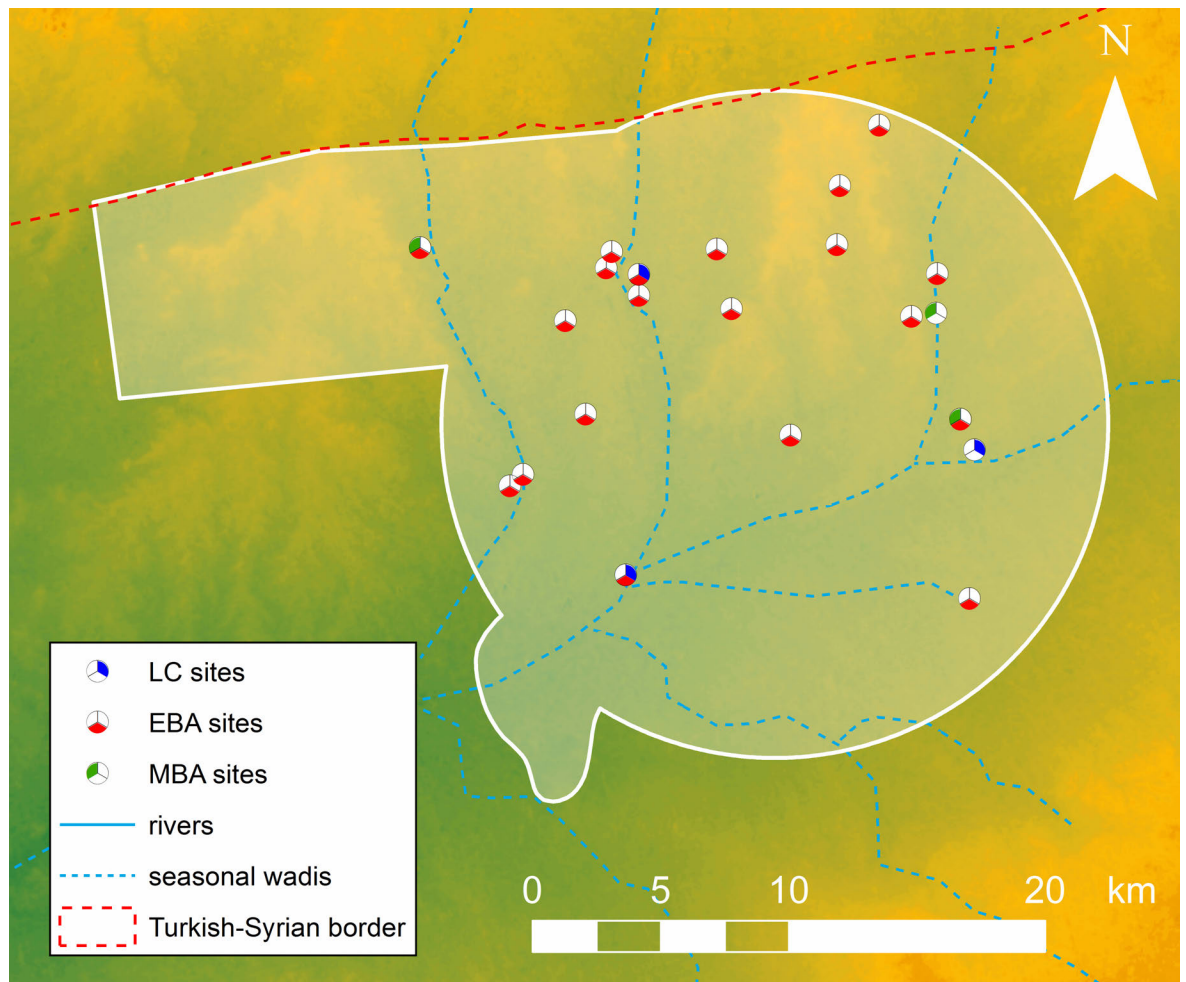 N
LC sites
EBA sites
MBA sites
rivers
seasonal wadis
Turkish-Syrian border
0 5 10 20 km